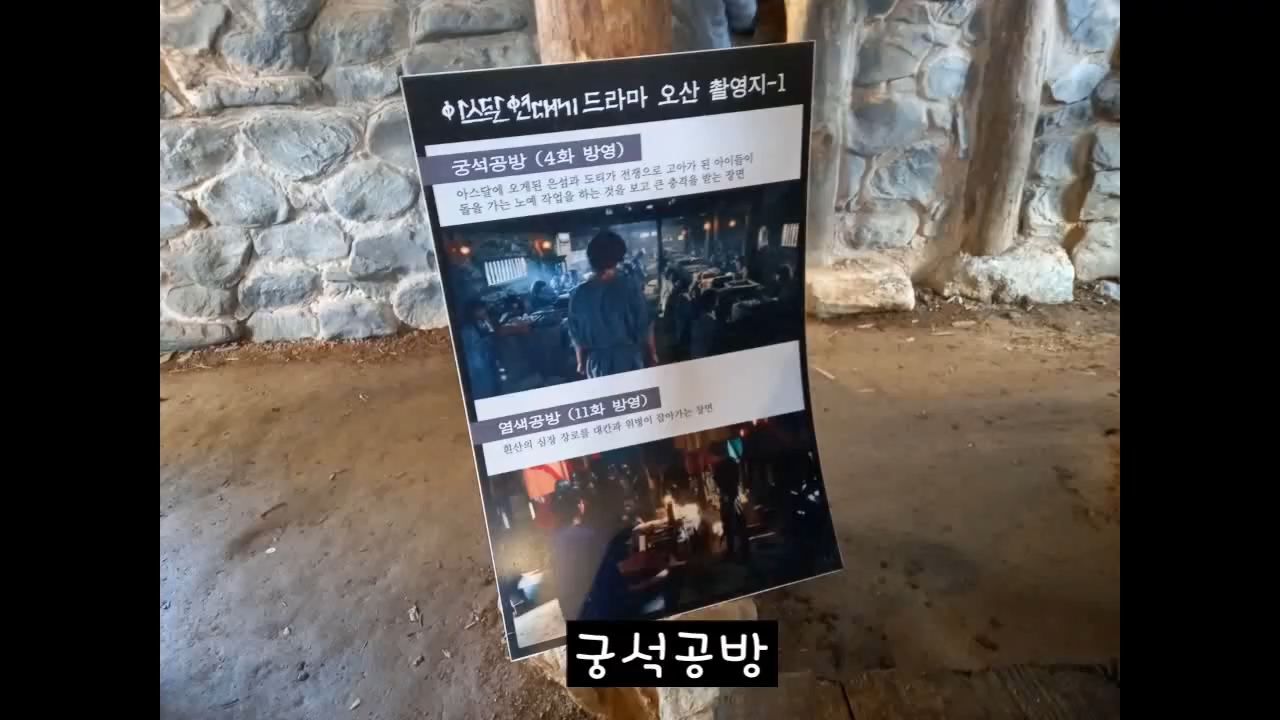 아스달 연대기 드라마 오산 촬영지-1
궁석공방 (4화 방영)
아스달에 오게된 은섬과 도티가 전쟁으로 고아가 된 아이들이
돌을 가는 노예 작업을 하는 것을 보고 큰 충격을 받는 장면
염색공방 (11화 방영)
흰산의 심장 장로를 대칸과 위병이 잡아가는 장면
궁석공방